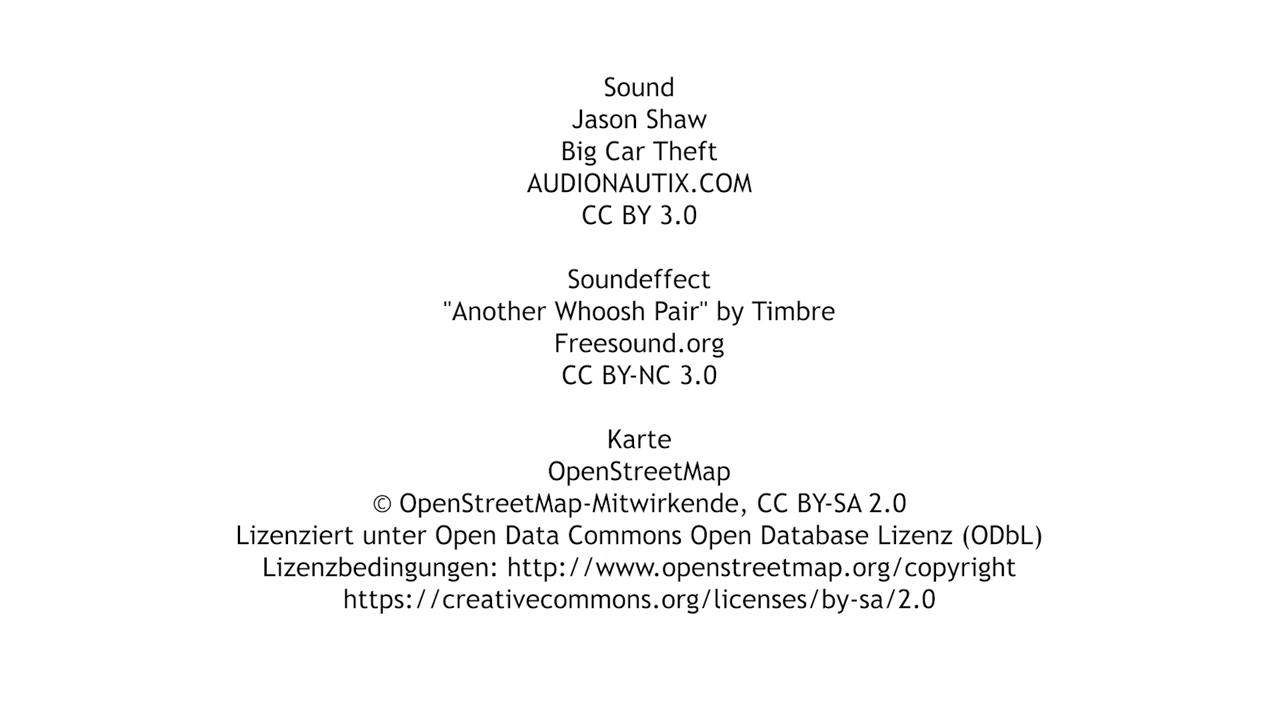 Sound
Jason Shaw
Big Car Theft
AUDIONAUTIX.COM
CC BY 3.0
Soundeffect
"Another Whoosh Pair" by Timbre
Freesound.org
CC BY-NC 3.0
Karte
OpenStreetMap
© OpenStreetMap-Mitwirkende, CC BY-SA 2.0
Lizenziert unter Open Data Commons Open Database Lizenz (ODbL)
Lizenzbedingungen: http://www.openstreetmap.org/copyright
https://creativecommons.org/licenses/by-sa/2.0